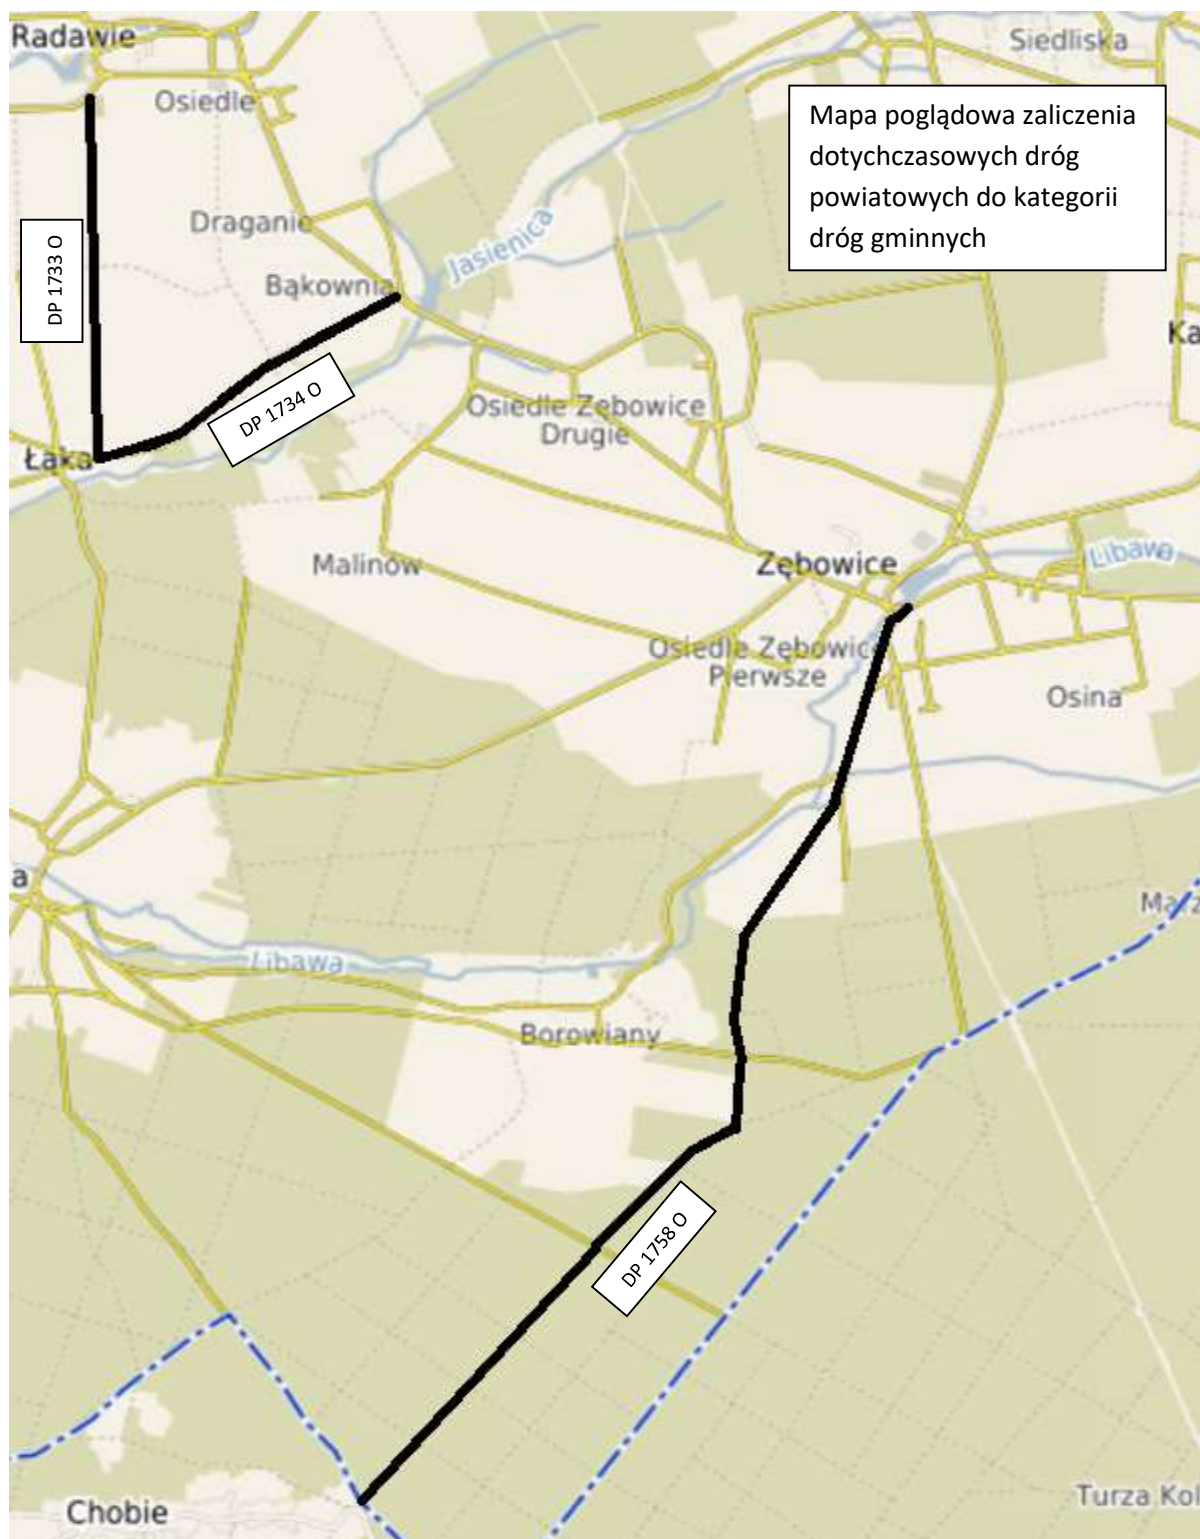 Radawie
Siedliska
Osiedle
Mapa poglądowa zaliczenia
dotychczasowych dróg
powiatowych do kategorii
dróg gminnych
Draganie
Jasienica
DP 1733 O
Bąkownia
Ka
DP 1734 O
Osiedle Zębowice
Drugie
Łąka
Zębowice
Libawa
Malinów
Osiedle Zębowice
Pierwsze
Osina
a
Marz
Libawa
Borowiany
DP 1758 O
Turza Kol
Chobie